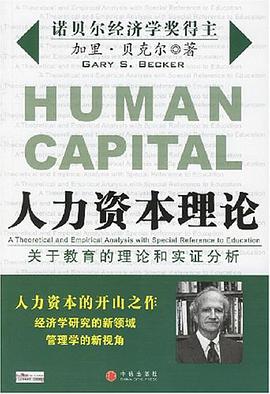 诺贝尔经济学奖得主
加里·贝克尔◎著
GARY S. BECKER
HUMAN
CAPITAL
人力资本理论
A Theoretical and Empirical Analysis with Special Reference to Education
关于教育的理论和实证分析
人力资本的开山之作
经济学研究的新领域
管理学的新视角
中信出版社